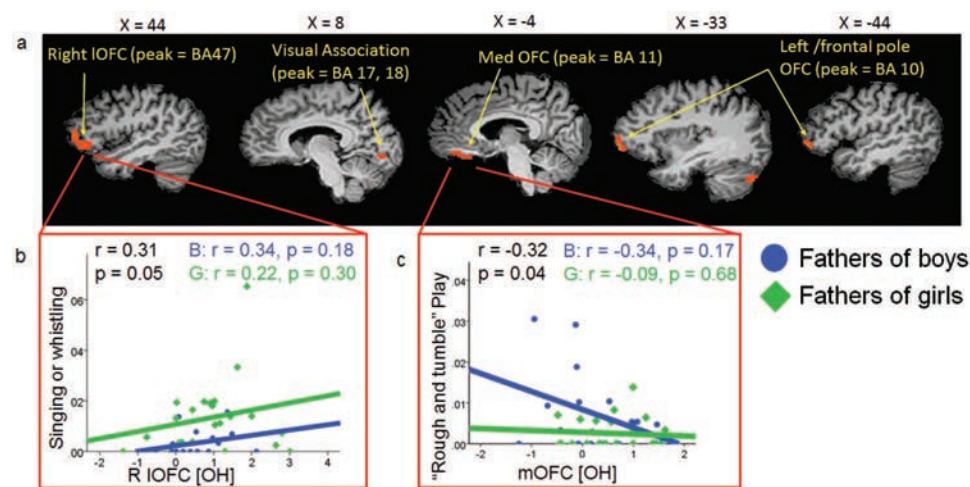 X = 44 X = 8 X = -4 X = -33 X = -44
a
Right lOFC (peak = BA47)
Visual Association
(peak = BA 17, 18)
Med OFC (peak = BA 11)
Left /frontal pole
OFC (peak = BA 10)
b
r = 0.31 B: r = 0.34, p = 0.18
p = 0.05 G: r = 0.22, p = 0.30
Singing or whistling
.06
.04
.02
.00
-2 -1 0 1 2 3 4
R lOFC [OH]
c
r = -0.32 B: r = -0.34, p = 0.17
p = 0.04 G: r = -0.09, p = 0.68
"Rough and tumble" Play
.04
.03
.02
.01
.00
-2 -1 0 1 2
mOFC [OH]
Fathers of boys
Fathers of girls